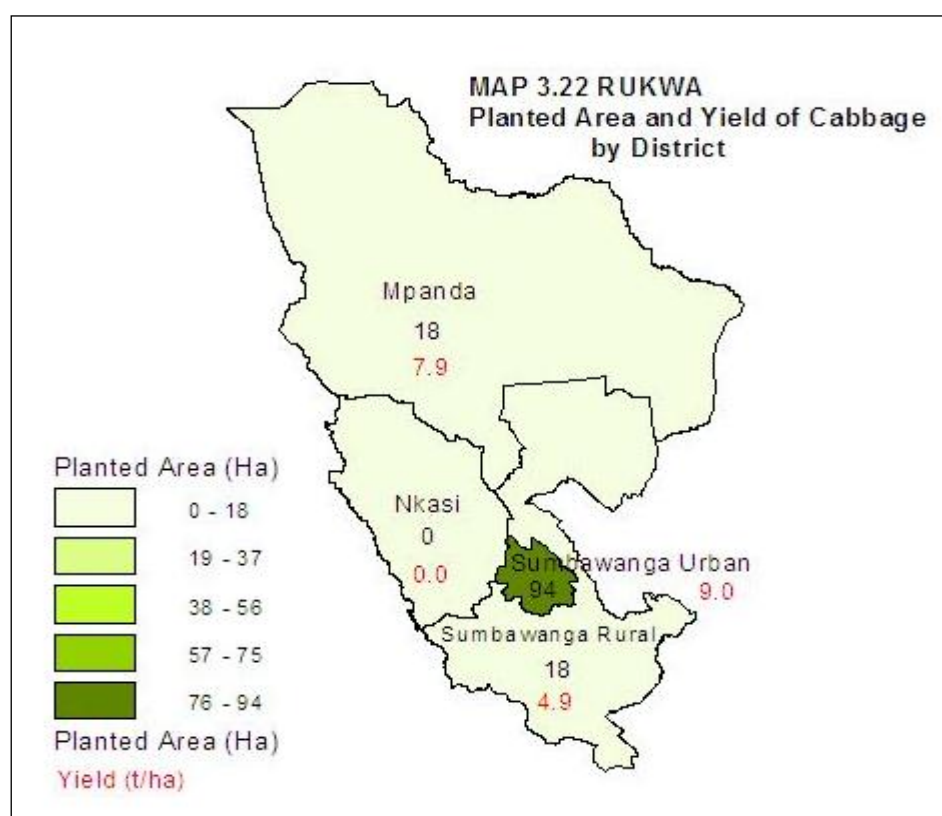 MAP 3.22 RUKWA
Planted Area and Yield of Cabbage
by District
Mpanda
18
7.9
Nkasi
0
0.0
Sumbawanga Urban
94
9.0
Sumbawanga Rural
18
4.9
Planted Area (Ha)
0 - 18
19 - 37
38 - 56
57 - 75
76 - 94
Planted Area (Ha)
Yield (t/ha)